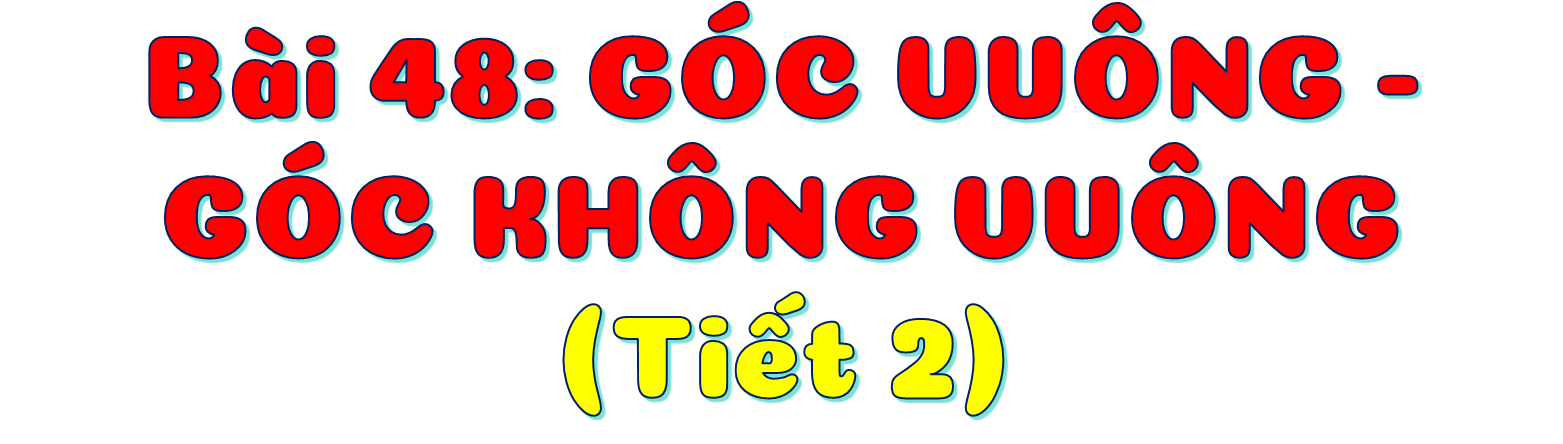 Bài 48: GÓC VUÔNG -
GÓC KHÔNG VUÔNG
(Tiết 2)